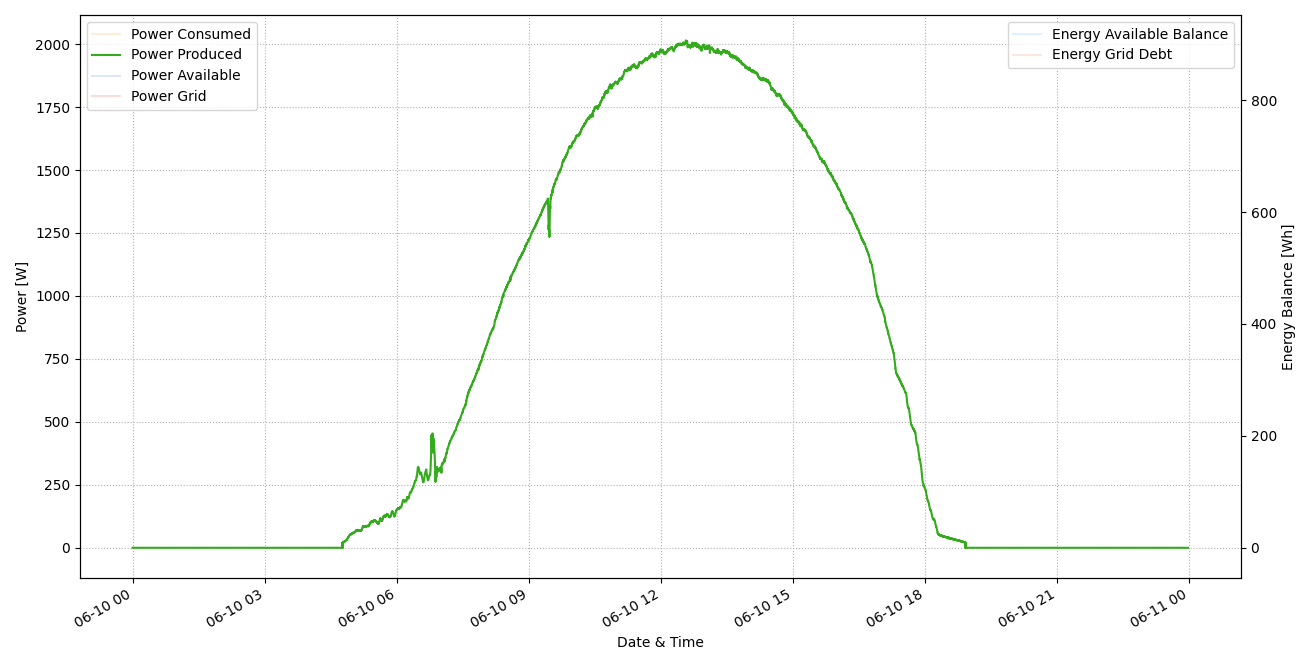 Power Consumed
Power Produced
Power Available
Power Grid
Energy Available Balance
Energy Grid Debt
2000
1750
1500
1250
1000
750
500
250
0
Power [W]
800
600
400
200
0
Energy Balance [Wh]
06-10 00
06-10 03
06-10 06
06-10 09
06-10 12
06-10 15
06-10 18
06-10 21
06-11 00
Date & Time